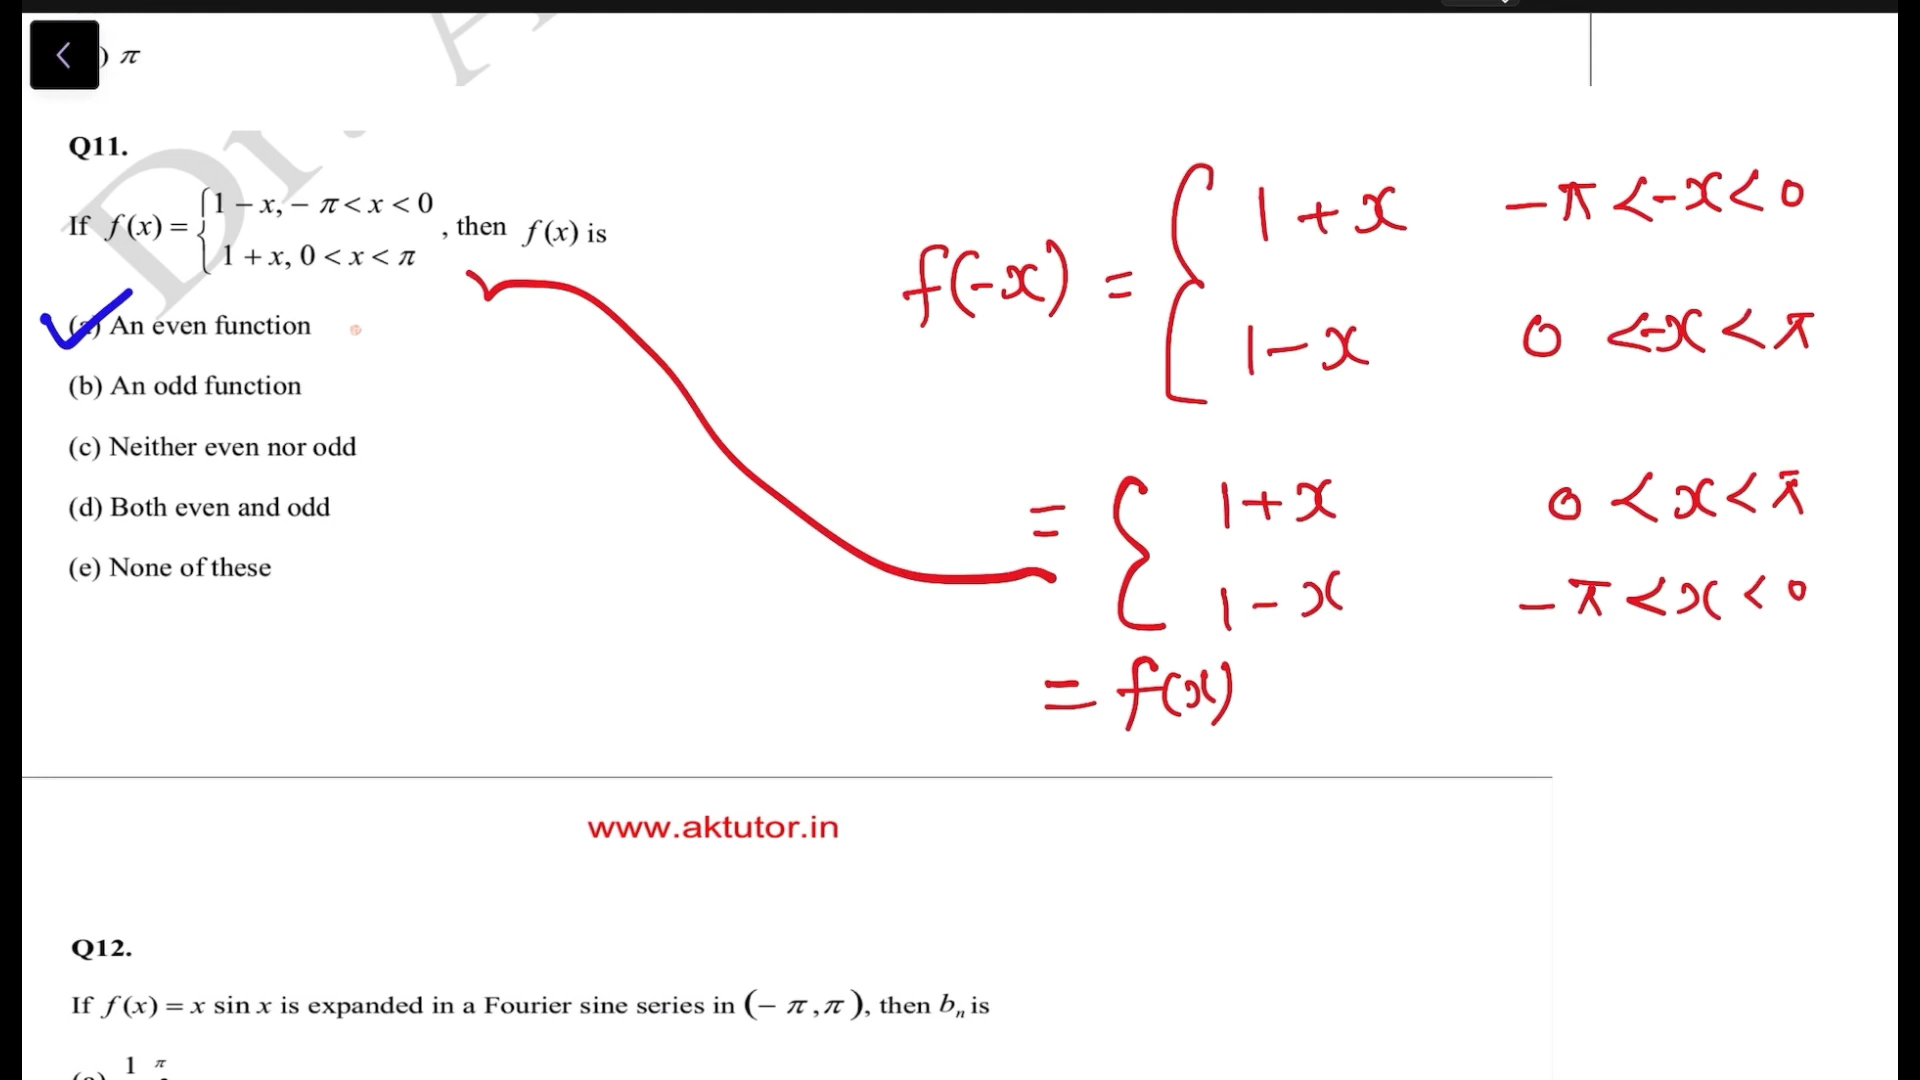 ) π
Q11.
If f(x) = { 1 − x, − π < x < 0
1 + x, 0 < x < π , then f(x) is
(a) An even function
(b) An odd function
(c) Neither even nor odd
(d) Both even and odd
(e) None of these
f(-x) = { 1 + x -π < -x < 0
1 - x 0 < -x < π
= { 1 + x 0 < x < π
1 - x -π < x < 0
= f(x)
www.aktutor.in
Q12.
If f(x) = x sin x is expanded in a Fourier sine series in (− π , π ), then bₙ is
1 π